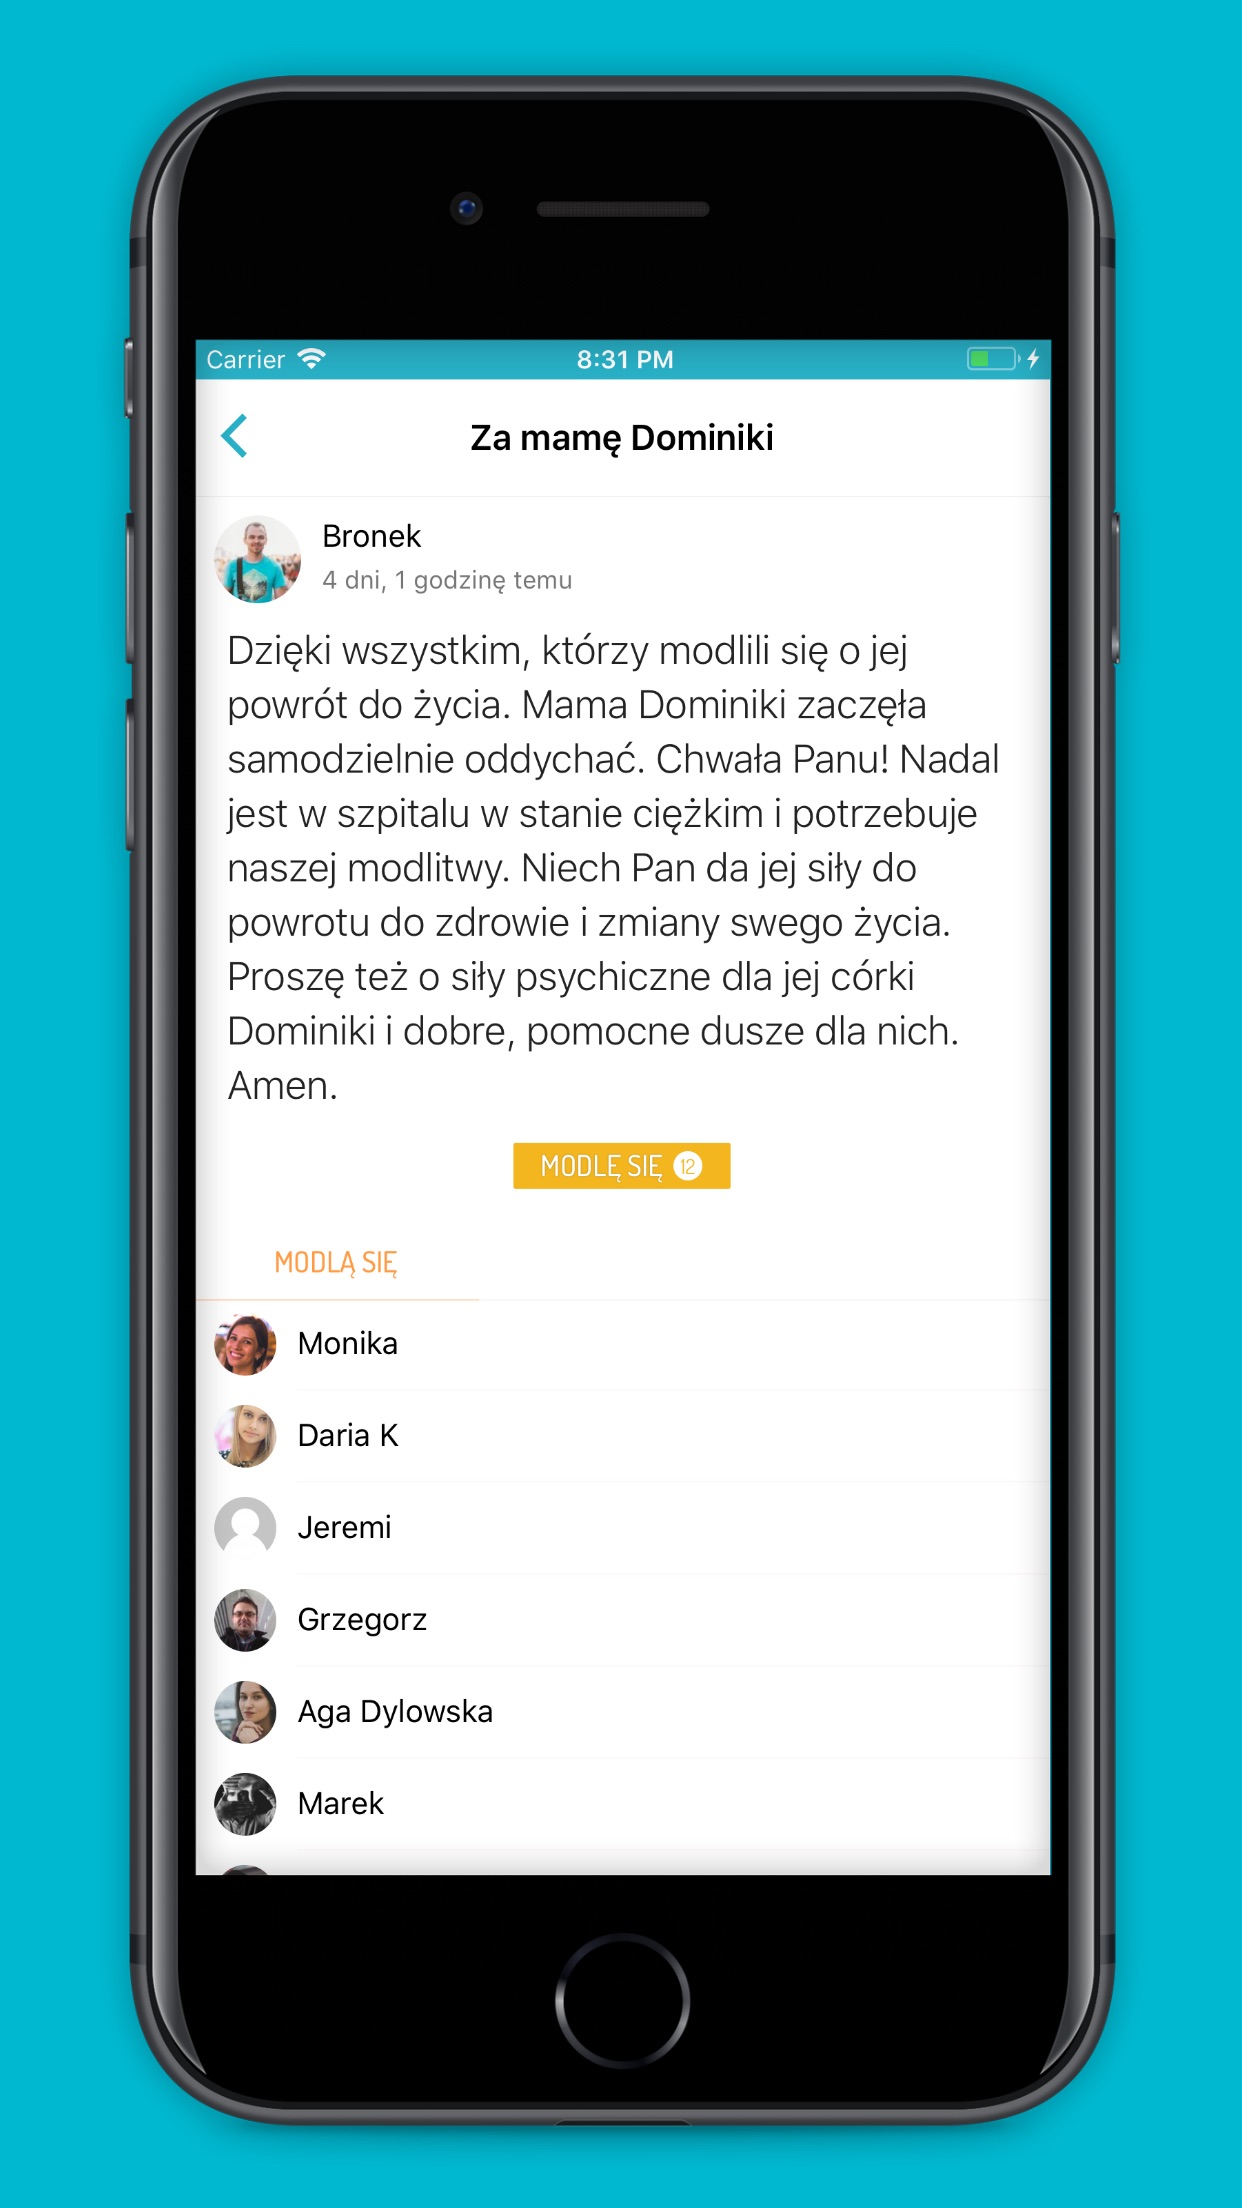 Carrier 8:31 PM
Za mamę Dominiki
Bronek
4 dni, 1 godzinę temu
Dzięki wszystkim, którzy modlili się o jej
powrót do życia. Mama Dominiki zaczęła
samodzielnie oddychać. Chwała Panu! Nadal
jest w szpitalu w stanie ciężkim i potrzebuje
naszej modlitwy. Niech Pan da jej siły do
powrotu do zdrowie i zmiany swego życia.
Proszę też o siły psychiczne dla jej córki
Dominiki i dobre, pomocne dusze dla nich.
Amen.
MODLĘ SIĘ 12
MODLĄ SIĘ
Monika
Daria K
Jeremi
Grzegorz
Aga Dylowska
Marek